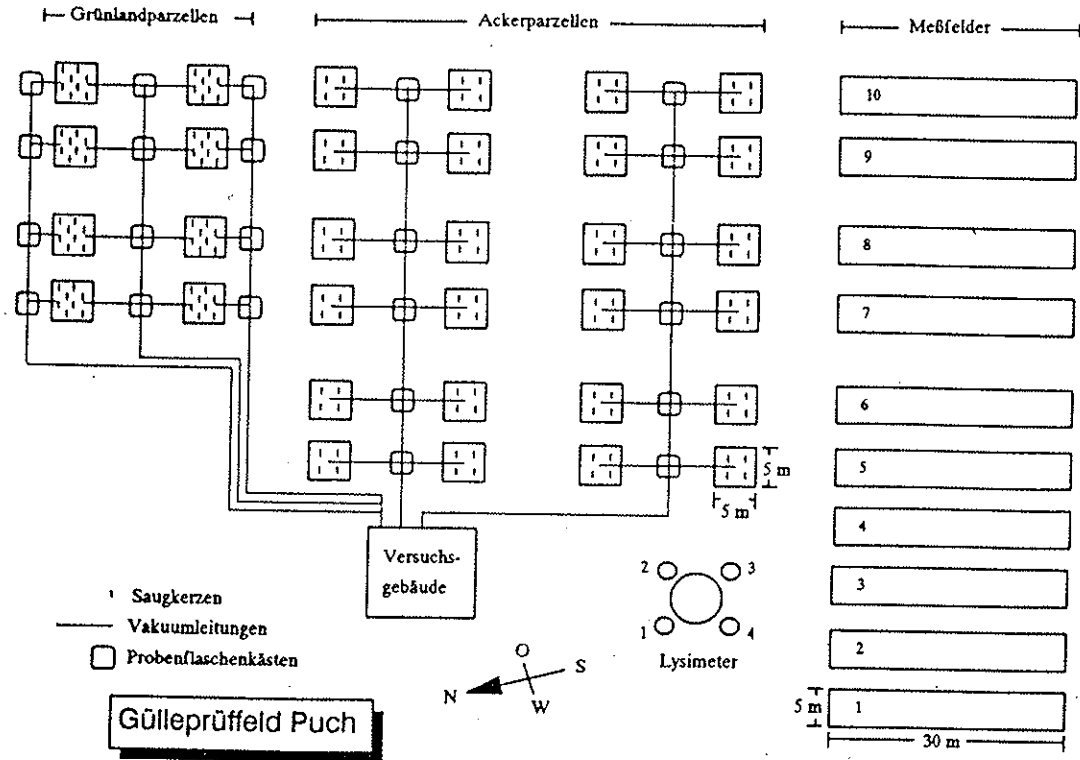 Grünlandparzellen
Ackerparzellen
Meßfelder
10
9
8
7
6
5
4
3
2
1
5 m
5 m
Versuchs-
gebäude
2
3
1
4
Lysimeter
Saugkerzen
Vakuumleitungen
Probenflaschenkästen
O
S
N
W
5 m
30 m
Gülleprüffeld Puch